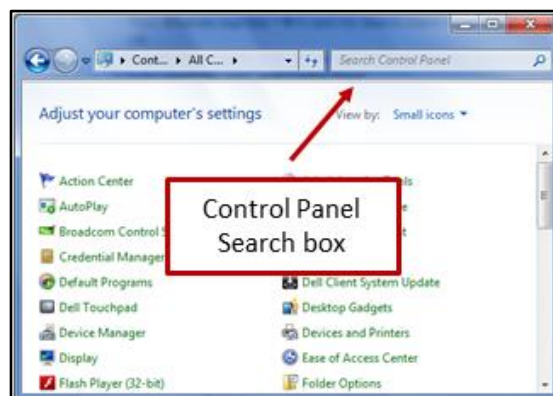 Cont... ▸ All C... ▸
Search Control Panel
Adjust your computer's settings
View by: Small icons
Action Center
AutoPlay
Broadcom Control
Credential Manager
Default Programs
Dell Touchpad
Device Manager
Display
Flash Player (32-bit)
Control Panel
Search box
Dell Client System Update
Desktop Gadgets
Devices and Printers
Ease of Access Center
Folder Options